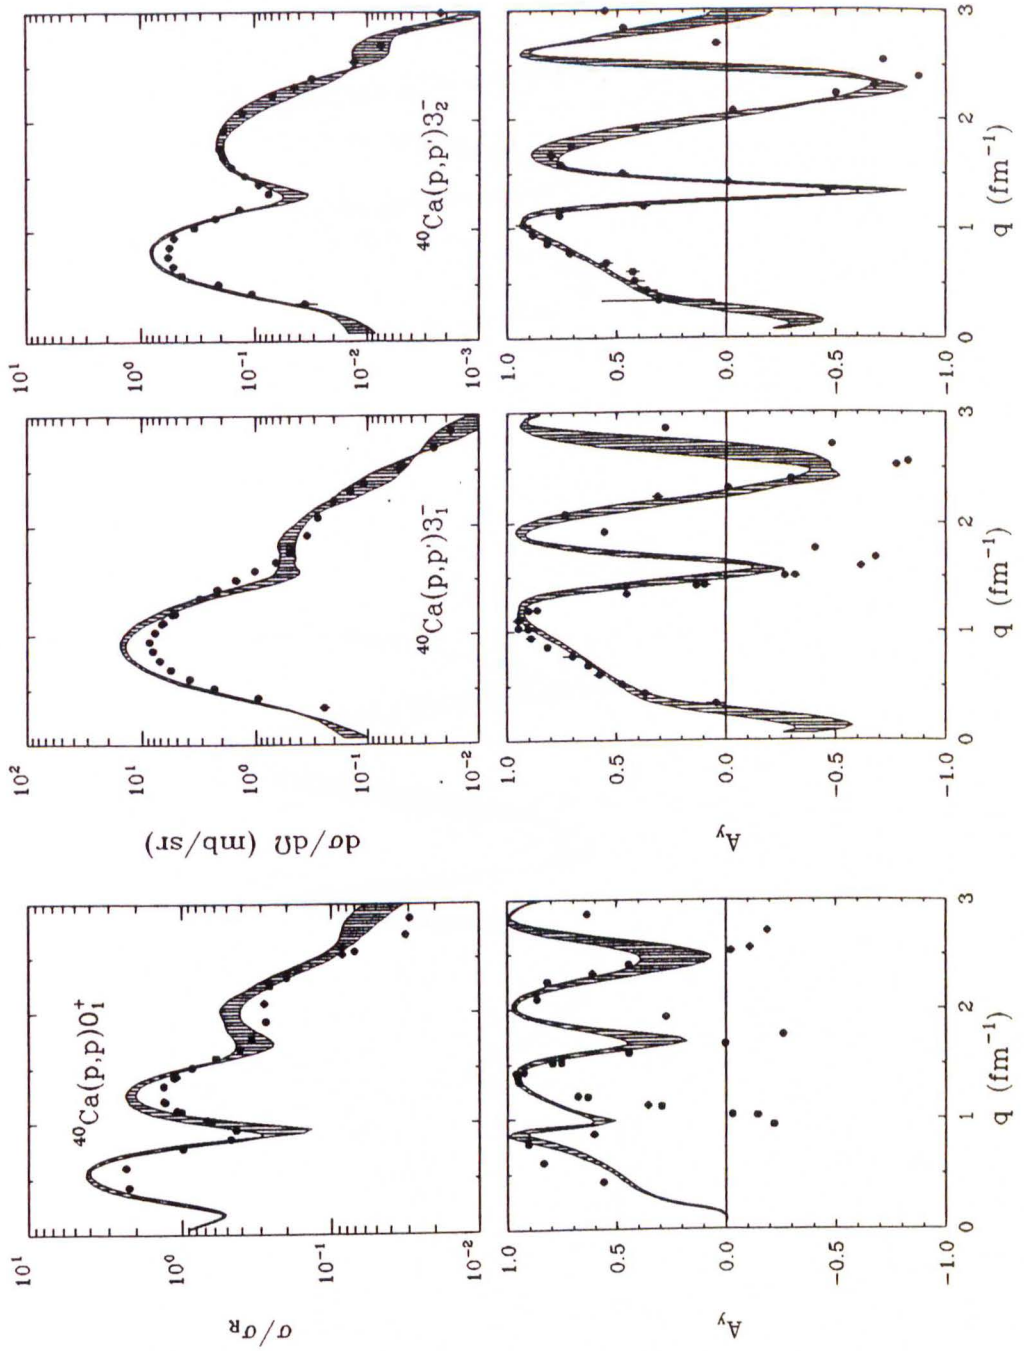 σ/σ_R
10¹
10⁰
10⁻¹
10⁻²
⁴⁰Ca(p,p)0₁⁺
dσ/dΩ (mb/sr)
10²
10¹
10⁰
10⁻¹
10⁻²
⁴⁰Ca(p,p')3₁⁻
10¹
10⁰
10⁻¹
10⁻²
10⁻³
⁴⁰Ca(p,p')3₂⁻
A_y
1.0
0.5
0.0
−0.5
−1.0
0 1 2 3
q (fm⁻¹)
A_y
1.0
0.5
0.0
−0.5
−1.0
0 1 2 3
q (fm⁻¹)
1.0
0.5
0.0
−0.5
−1.0
0 1 2 3
q (fm⁻¹)